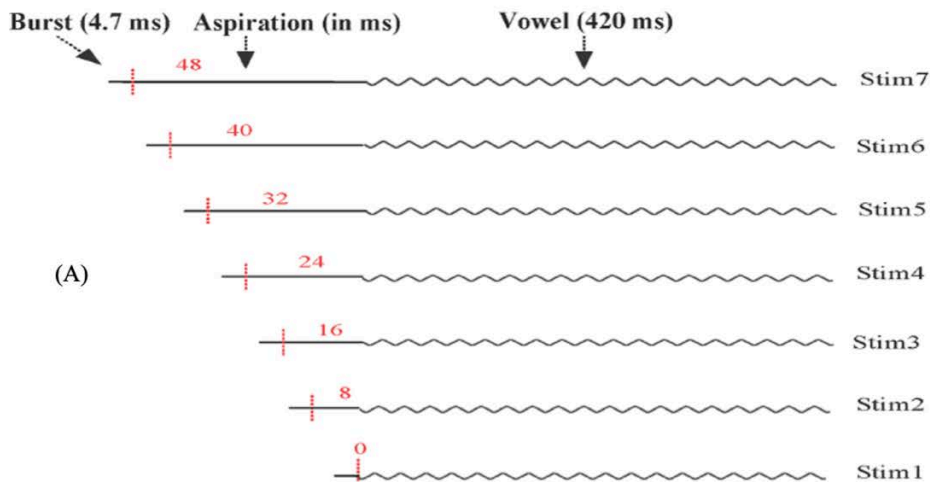 Burst (4.7 ms) Aspiration (in ms) Vowel (420 ms)
48 Stim7
40 Stim6
32 Stim5
(A) 24 Stim4
16 Stim3
8 Stim2
0 Stim1